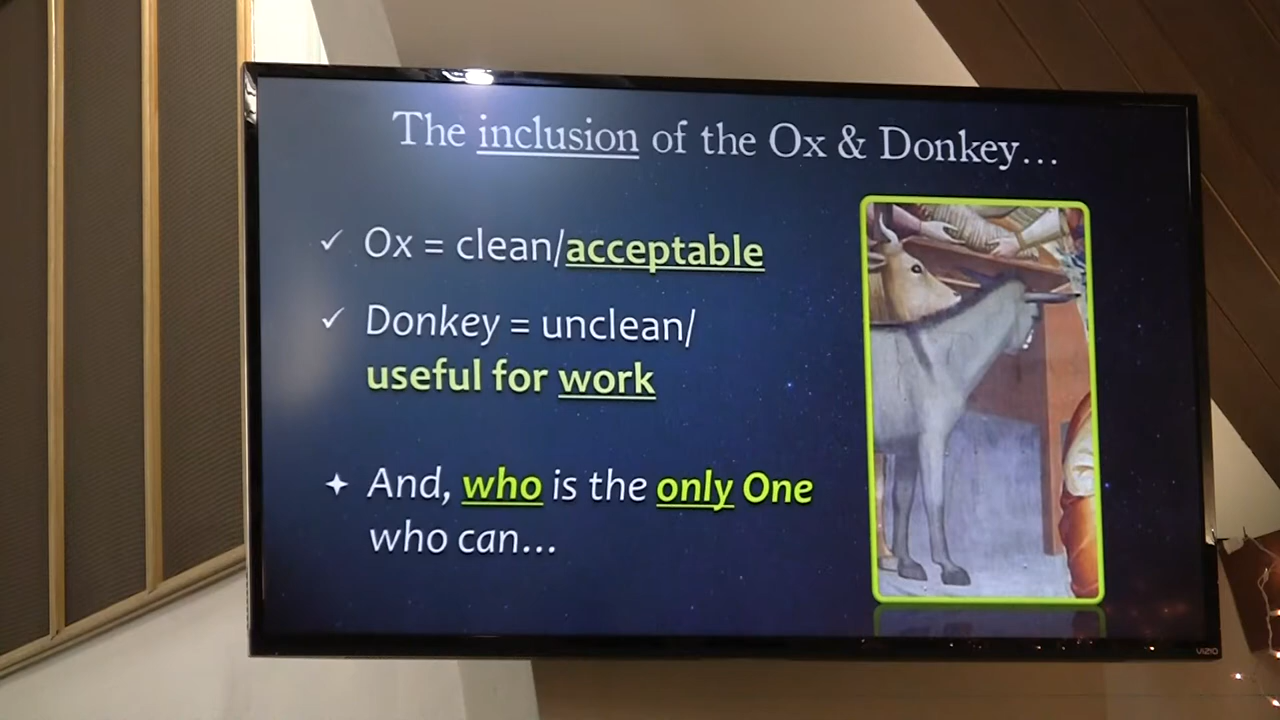 The inclusion of the Ox & Donkey…
✓ Ox = clean/acceptable
✓ Donkey = unclean/
useful for work
✦ And, who is the only One
who can…
VIZIO